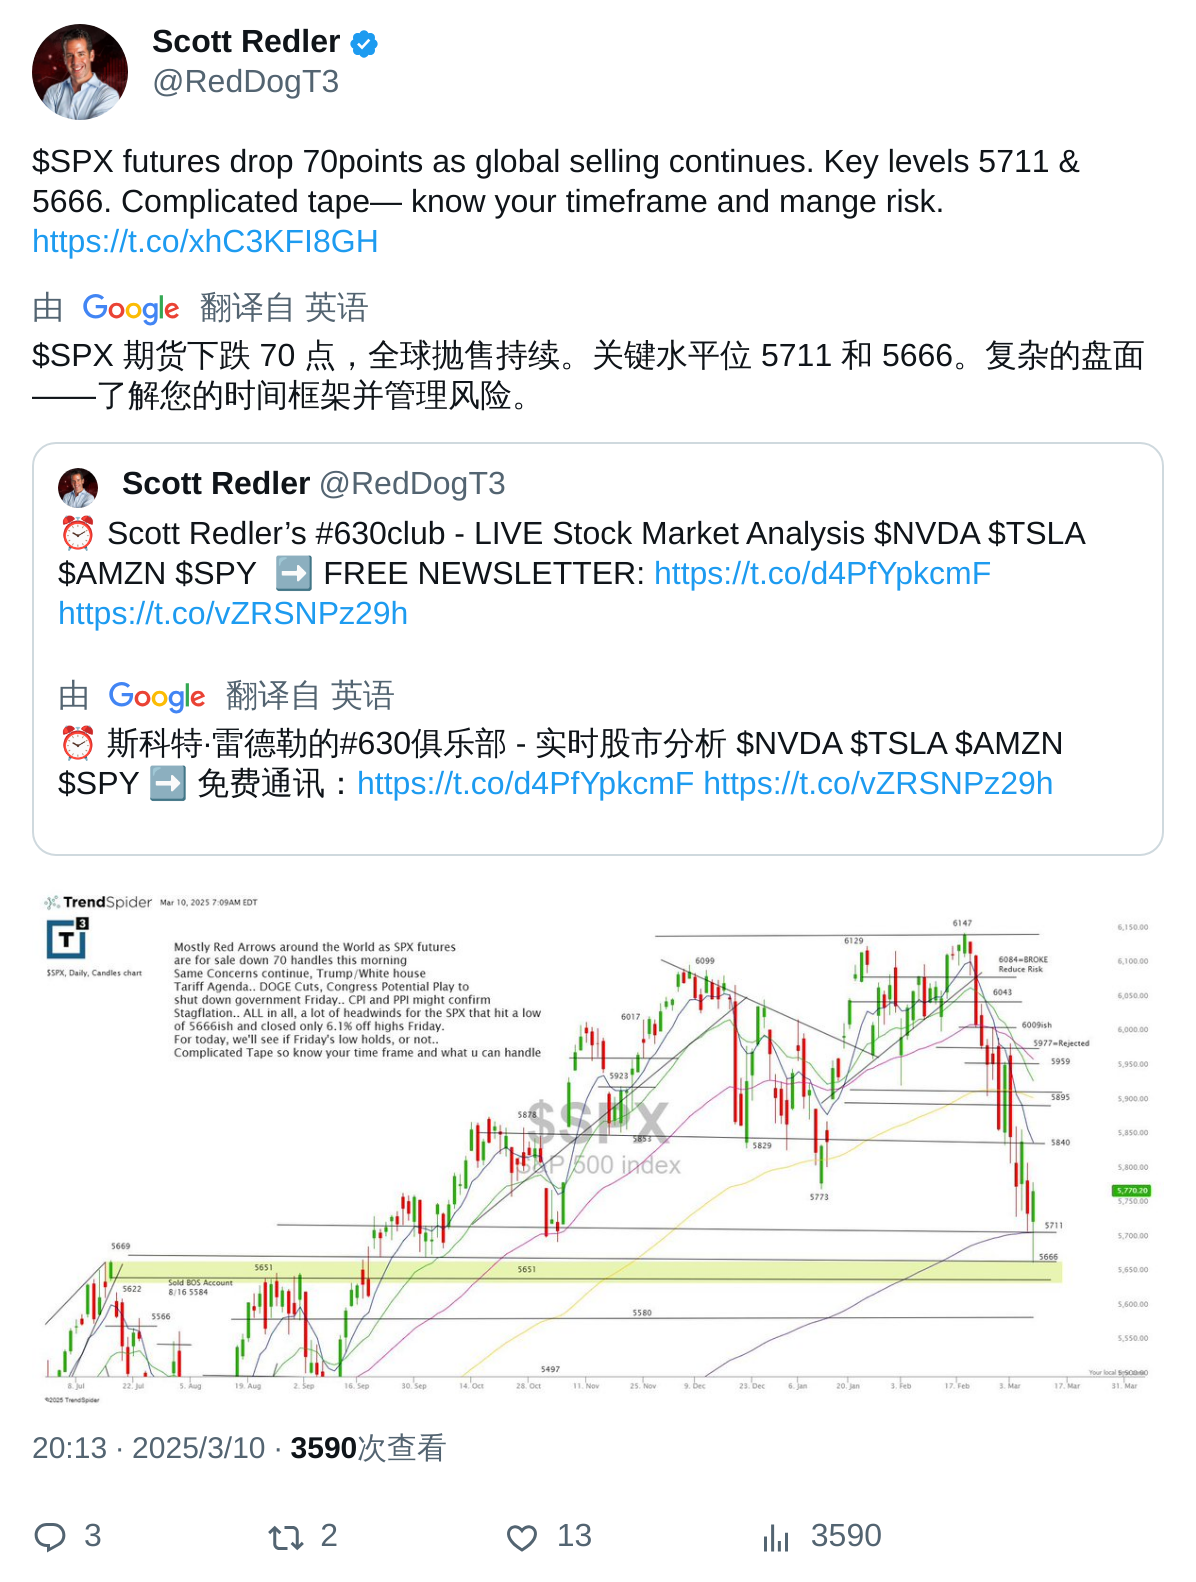 Scott Redler
@RedDogT3
$SPX futures drop 70points as global selling continues. Key levels 5711 &
5666. Complicated tape— know your timeframe and mange risk.
https://t.co/xhC3KFI8GH
由 Google 翻译自 英语
$SPX 期货下跌 70 点，全球抛售持续。关键水平位 5711 和 5666。复杂的盘面
——了解您的时间框架并管理风险。
Scott Redler @RedDogT3
⏰ Scott Redler’s #630club - LIVE Stock Market Analysis $NVDA $TSLA
$AMZN $SPY ➡️ FREE NEWSLETTER: https://t.co/d4PfYpkcmF
https://t.co/vZRSNPz29h
由 Google 翻译自 英语
⏰ 斯科特·雷德勒的#630俱乐部 - 实时股市分析 $NVDA $TSLA $AMZN
$SPY ➡️ 免费通讯：https://t.co/d4PfYpkcmF https://t.co/vZRSNPz29h
TrendSpider Mar 10, 2025 7:09AM EDT
T3
$SPX, Daily, Candles chart
Mostly Red Arrows around the World as SPX futures
are for sale down 70 handles this morning
Same Concerns continue, Trump/White house
Tariff Agenda.. DOGE Cuts, Congress Potential Play to
shut down government Friday.. CPI and PPI might confirm
Stagflation.. ALL in all, a lot of headwinds for the SPX that hit a low
of 5666ish and closed only 6.1% off highs Friday.
For today, we'll see if Friday's low holds, or not..
Complicated Tape so know your time frame and what u can handle
$SPX
S&P 500 index
6147
6129
6099
6084=BROKE
Reduce Risk
6043
6017
6009ish
5977=Rejected
5959
5923
5895
5878
5853
5840
5829
5773
5711
5669
5666
5651
5651
Sold BOS Account
8/16 5584
5622
5566
5580
5497
6,150.00
6,100.00
6,050.00
6,000.00
5,950.00
5,900.00
5,850.00
5,800.00
5,770.20
5,750.00
5,700.00
5,650.00
5,600.00
5,550.00
Your local
8. Jul 22. Jul 5. Aug 19. Aug 2. Sep 16. Sep 30. Sep 14. Oct 28. Oct 11. Nov 25. Nov 9. Dec 23. Dec 6. Jan 20. Jan 3. Feb 17. Feb 3. Mar 17. Mar 31. Mar
©2025 TrendSpider
20:13 · 2025/3/10 · 3590次查看
3 2 13 3590